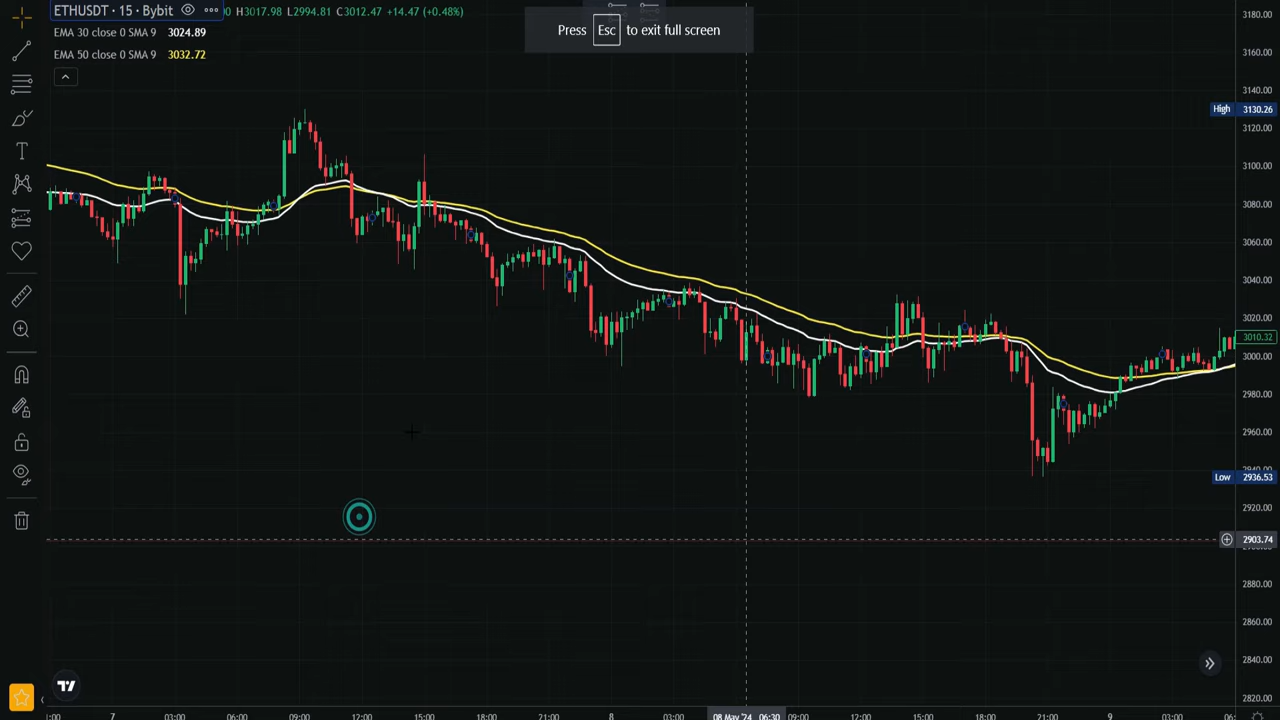 ETHUSDT · 15 · Bybit 00 H3017.98 L2994.81 C3012.47 +14.47 (+0.48%)
EMA 30 close 0 SMA 9 3024.89
EMA 50 close 0 SMA 9 3032.72
Press Esc to exit full screen
3180.00
3160.00
3140.00
High 3130.26
3120.00
3100.00
3080.00
3060.00
3040.00
3020.00
3010.32
3000.00
2980.00
2960.00
2940.00
Low 2936.53
2920.00
2903.74
2880.00
2860.00
2840.00
2820.00
:00 7 03:00 06:00 09:00 12:00 15:00 18:00 21:00 8 03:00 08 May '24 06:30 09:00 12:00 15:00 18:00 21:00 9 03:00 06: